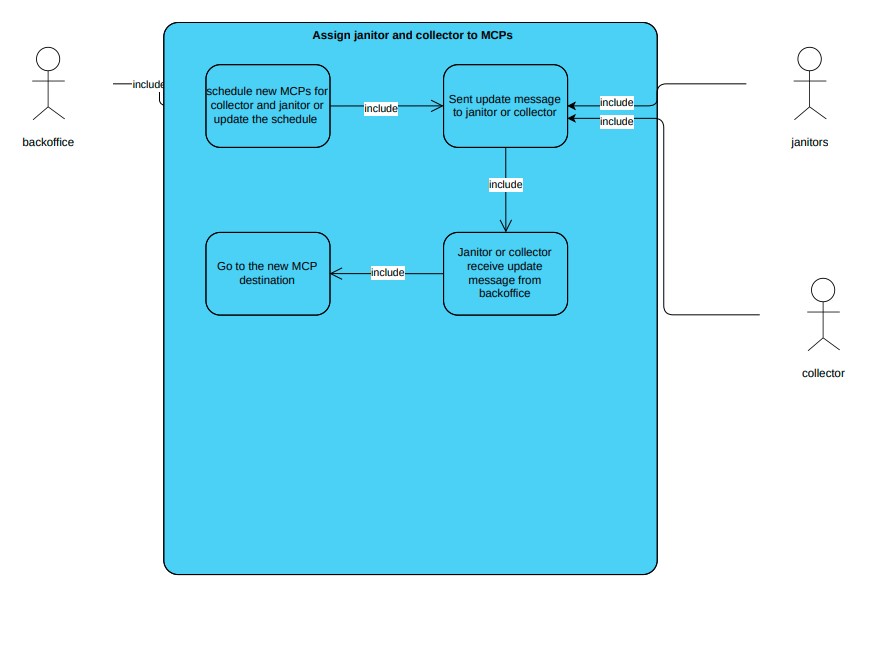 Assign janitor and collector to MCPs
backoffice
include
schedule new MCPs for
collector and janitor or
update the schedule
include
Sent update message
to janitor or collector
include
include
janitors
include
Go to the new MCP
destination
include
Janitor or collector
receive update
message from
backoffice
collector